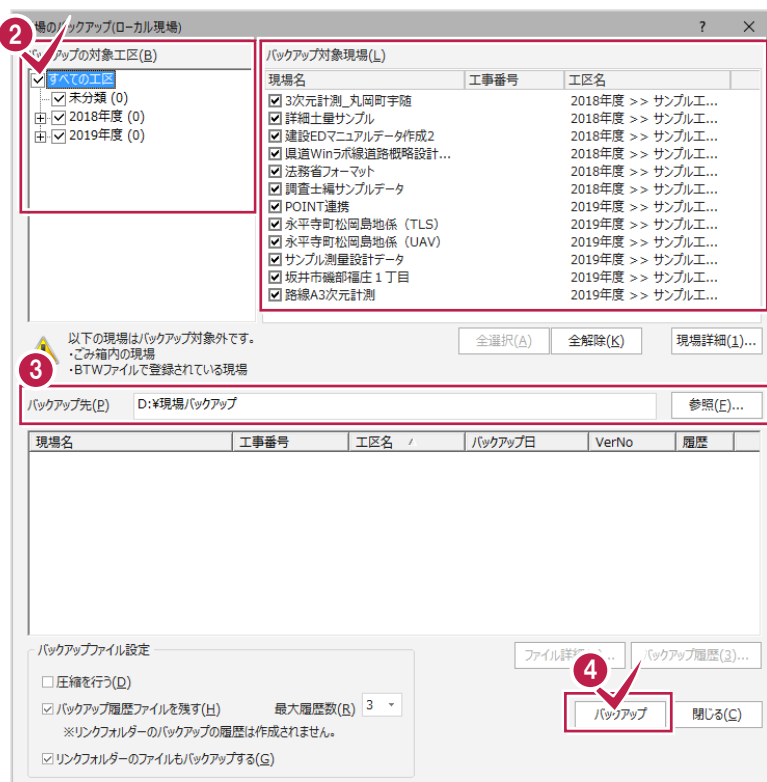 場のバックアップ(ローカル現場)
? ×
2
バックアップの対象工区(B)
すべての工区
未分類 (0)
2018年度 (0)
2019年度 (0)
バックアップ対象現場(L)
現場名 工事番号 工区名
3次元計測_丸岡町宇随 2018年度 >> サンプル工...
詳細土量サンプル 2018年度 >> サンプル工...
建設EDマニュアルデータ作成2 2018年度 >> サンプル工...
県道Winラボ線道路概略設計... 2018年度 >> サンプル工...
法務省フォーマット 2018年度 >> サンプル工...
調査士編サンプルデータ 2018年度 >> サンプル工...
POINT連携 2019年度 >> サンプル工...
永平寺町松岡島地係（TLS） 2019年度 >> サンプル工...
永平寺町松岡島地係（UAV） 2019年度 >> サンプル工...
サンプル測量設計データ 2019年度 >> サンプル工...
坂井市磯部福庄１丁目 2019年度 >> サンプル工...
路線A3次元計測 2019年度 >> サンプル工...
以下の現場はバックアップ対象外です。
・ごみ箱内の現場
・BTWファイルで登録されている現場
全選択(A) 全解除(K) 現場詳細(1)...
3
バックアップ先(P) D:¥現場バックアップ 参照(F)...
現場名 工事番号 工区名 バックアップ日 VerNo 履歴
バックアップファイル設定
ファイル詳細 ... バックアップ履歴(3)...
圧縮を行う(D)
バックアップ履歴ファイルを残す(H) 最大履歴数(R) 3
※リンクフォルダーのバックアップの履歴は作成されません。
リンクフォルダーのファイルもバックアップする(G)
4
バックアップ 閉じる(C)